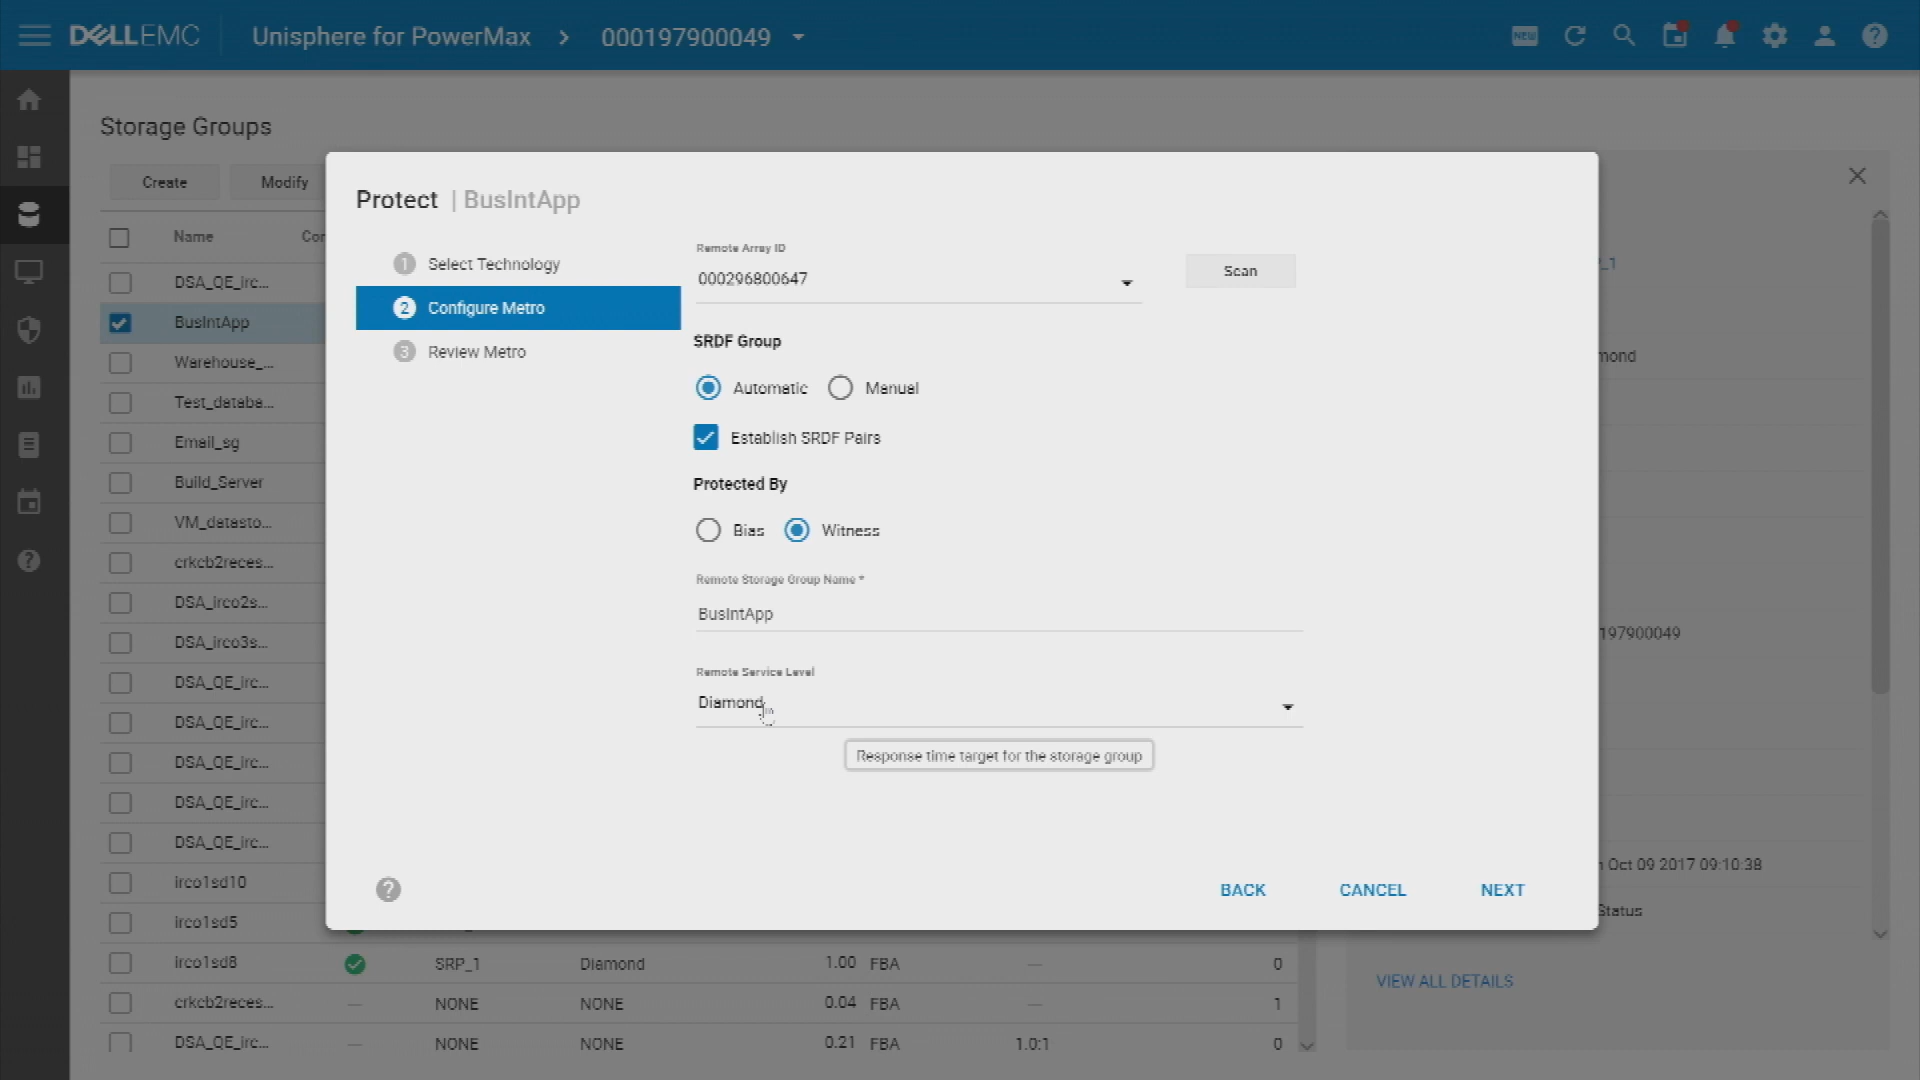 DELLEMC
Unisphere for PowerMax > 000197900049
NEW
Storage Groups
Create
Modify
Name
DSA_QE_irc...
BusIntApp
Warehouse_...
Test_databa...
Email_sg
Build_Server
VM_datasto...
crkcb2reces...
DSA_irco2s...
DSA_irco3s...
DSA_QE_irc...
DSA_QE_irc...
DSA_QE_irc...
DSA_QE_irc...
DSA_QE_irc...
irco1sd10
irco1sd5
irco1sd8 SRP_1 Diamond 1.00 FBA — 0
crkcb2reces... — NONE NONE 0.04 FBA — 1
DSA_QE_irc... — NONE NONE 0.21 FBA 1.0:1 0
Protect | BusIntApp
1 Select Technology
2 Configure Metro
3 Review Metro
Remote Array ID
000296800647
Scan
SRDF Group
Automatic Manual
Establish SRDF Pairs
Protected By
Bias Witness
Remote Storage Group Name *
BusIntApp
Remote Service Level
Diamond
Response time target for the storage group
?
BACK CANCEL NEXT
197900049
Oct 09 2017 09:10:38
Status
VIEW ALL DETAILS